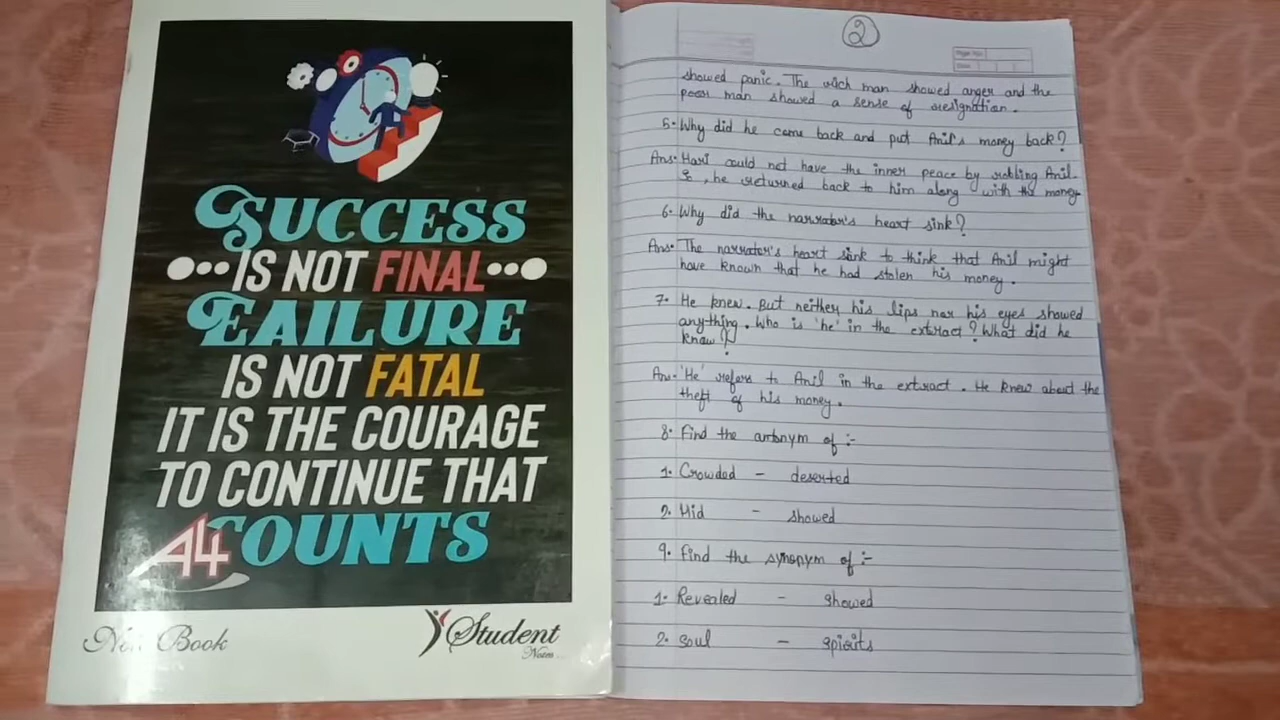 SUCCESS
IS NOT FINAL
FAILURE
IS NOT FATAL
IT IS THE COURAGE
TO CONTINUE THAT
COUNTS
A4
Note Book
Student
Notes...
2
Page No.
Date
showed panic. The rich man showed anger and the
poor man showed a sense of resignation.
5. Why did he come back and put Anil's money back?
Ans. Hari could not have the inner peace by robbing Anil
So, he returned back to him along with the money
6. Why did the narrator's heart sink?
Ans. The narrator's heart sink to think that Anil might
have known that he had stolen his money.
7. He knew. But neither his lips nor his eyes showed
anything. Who is 'he' in the extract? What did he
know?
Ans. 'He' refers to Anil in the extract. He knew about the
theft of his money.
8. Find the antonym of :-
1. Crowded - deserted
2. Hid - showed
9. Find the synonym of :-
1. Revealed - showed
2. Soul - spirits